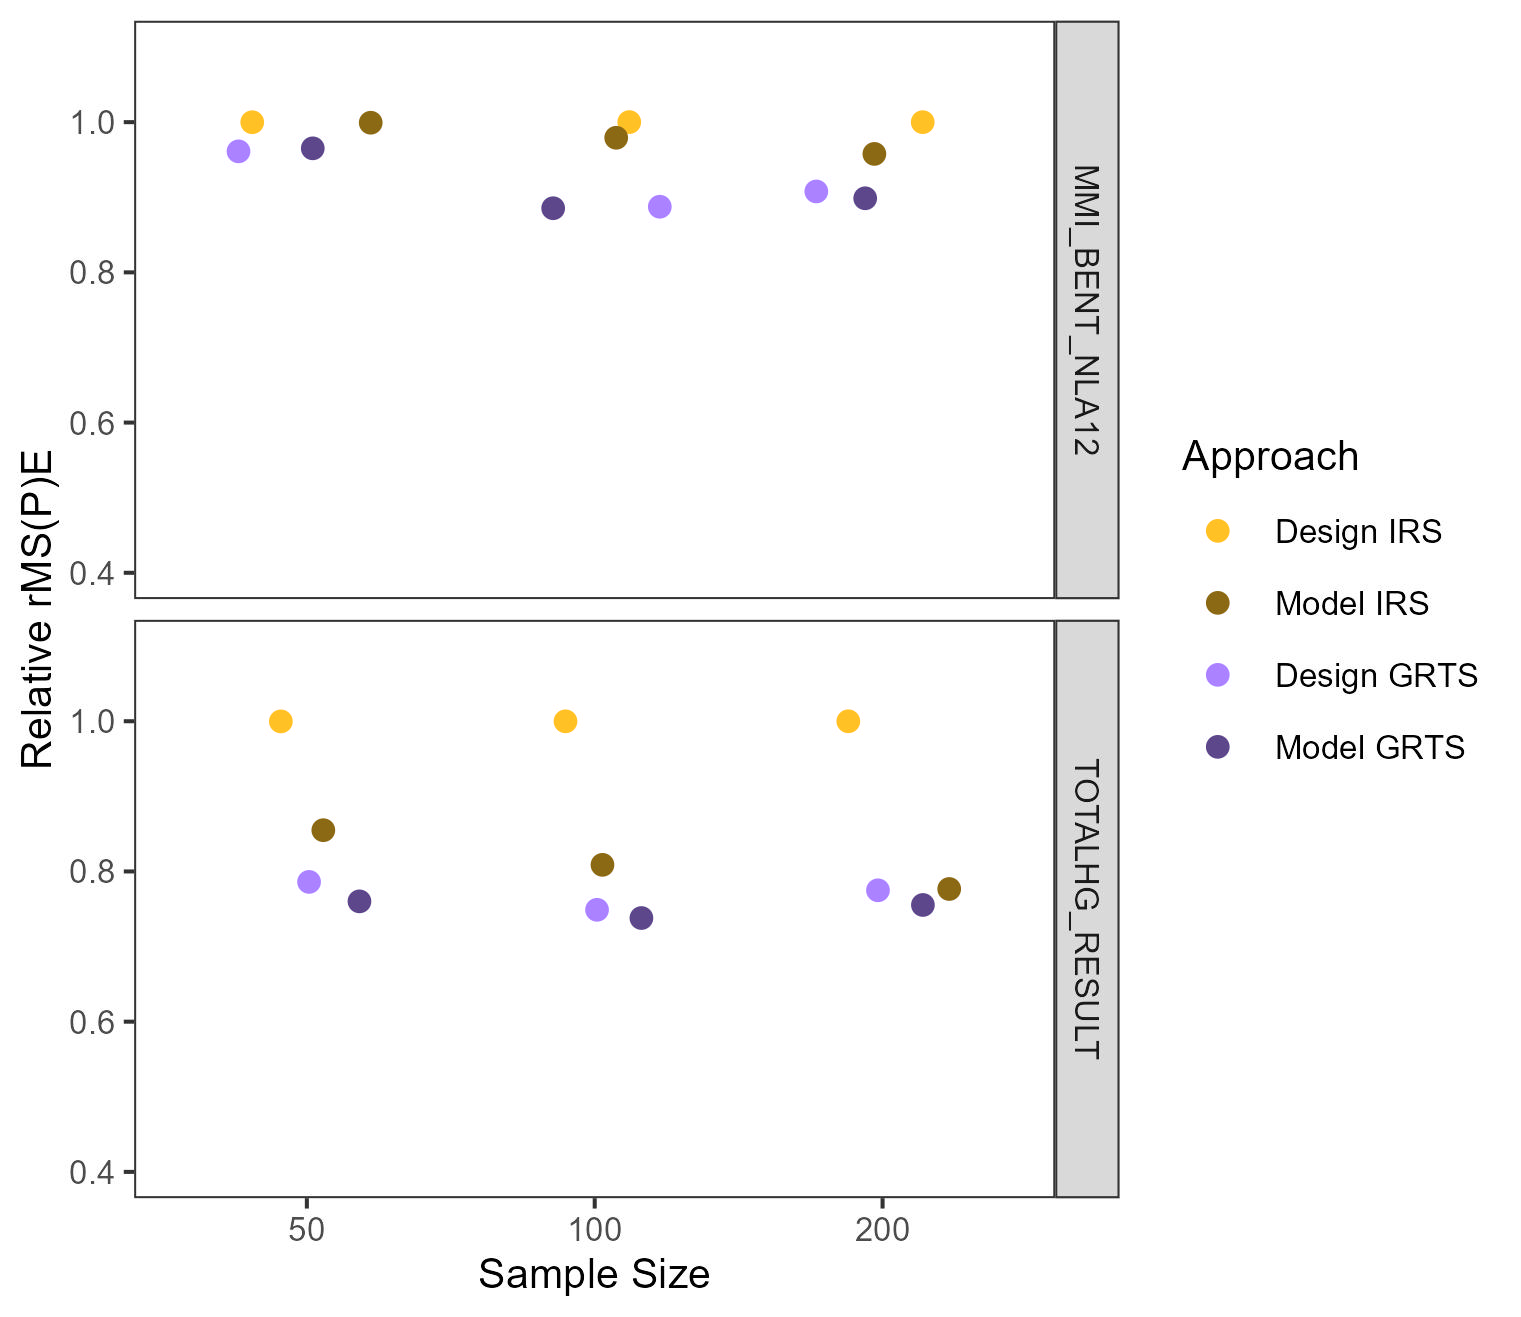 Relative rMS(P)E
1.0
0.8
0.6
0.4
MMI_BENT_NLA12
1.0
0.8
0.6
0.4
TOTALHG_RESULT
50 100 200
Sample Size
Approach
Design IRS
Model IRS
Design GRTS
Model GRTS